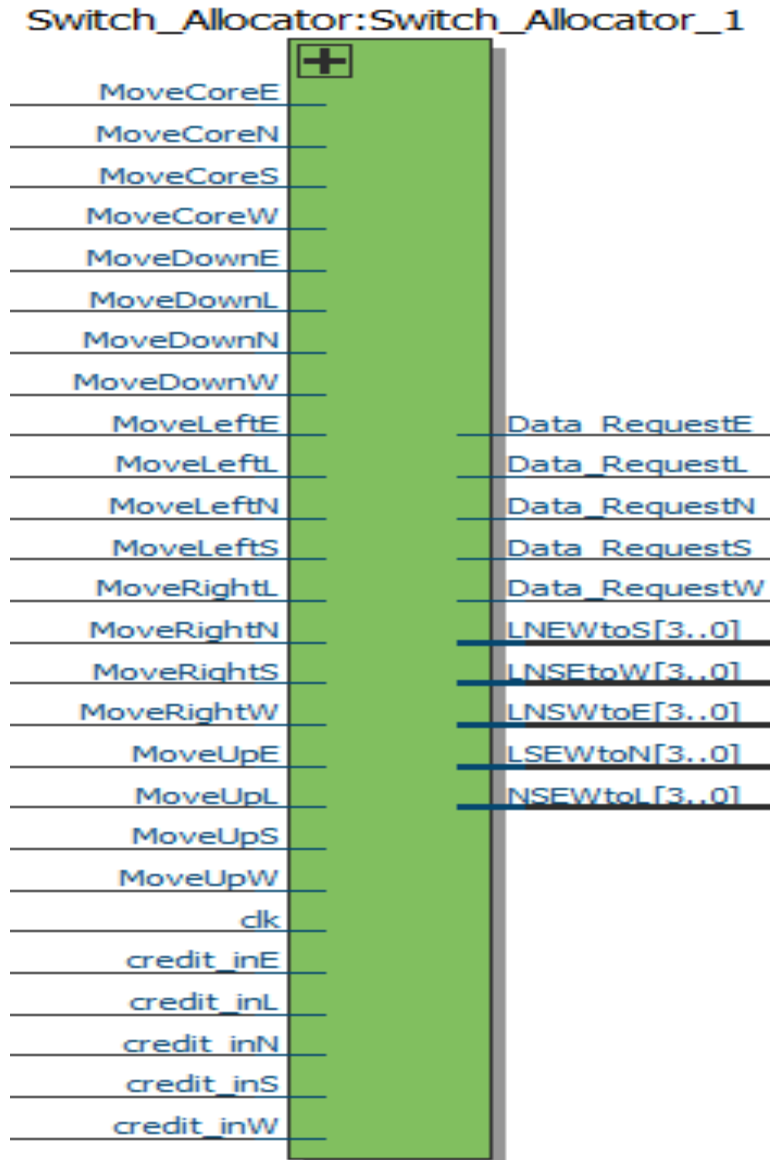 Switch_Allocator:Switch_Allocator_1
MoveCoreE
MoveCoreN
MoveCoreS
MoveCoreW
MoveDownE
MoveDownL
MoveDownN
MoveDownW
MoveLeftE
MoveLeftL
MoveLeftN
MoveLeftS
MoveRightL
MoveRightN
MoveRightS
MoveRightW
MoveUpE
MoveUpL
MoveUpS
MoveUpW
clk
credit_inE
credit_inL
credit_inN
credit_inS
credit_inW
Data_RequestE
Data_RequestL
Data_RequestN
Data_RequestS
Data_RequestW
LNEWtoS[3..0]
LNSEtoW[3..0]
LNSWtoE[3..0]
LSEWtoN[3..0]
NSEWtoL[3..0]